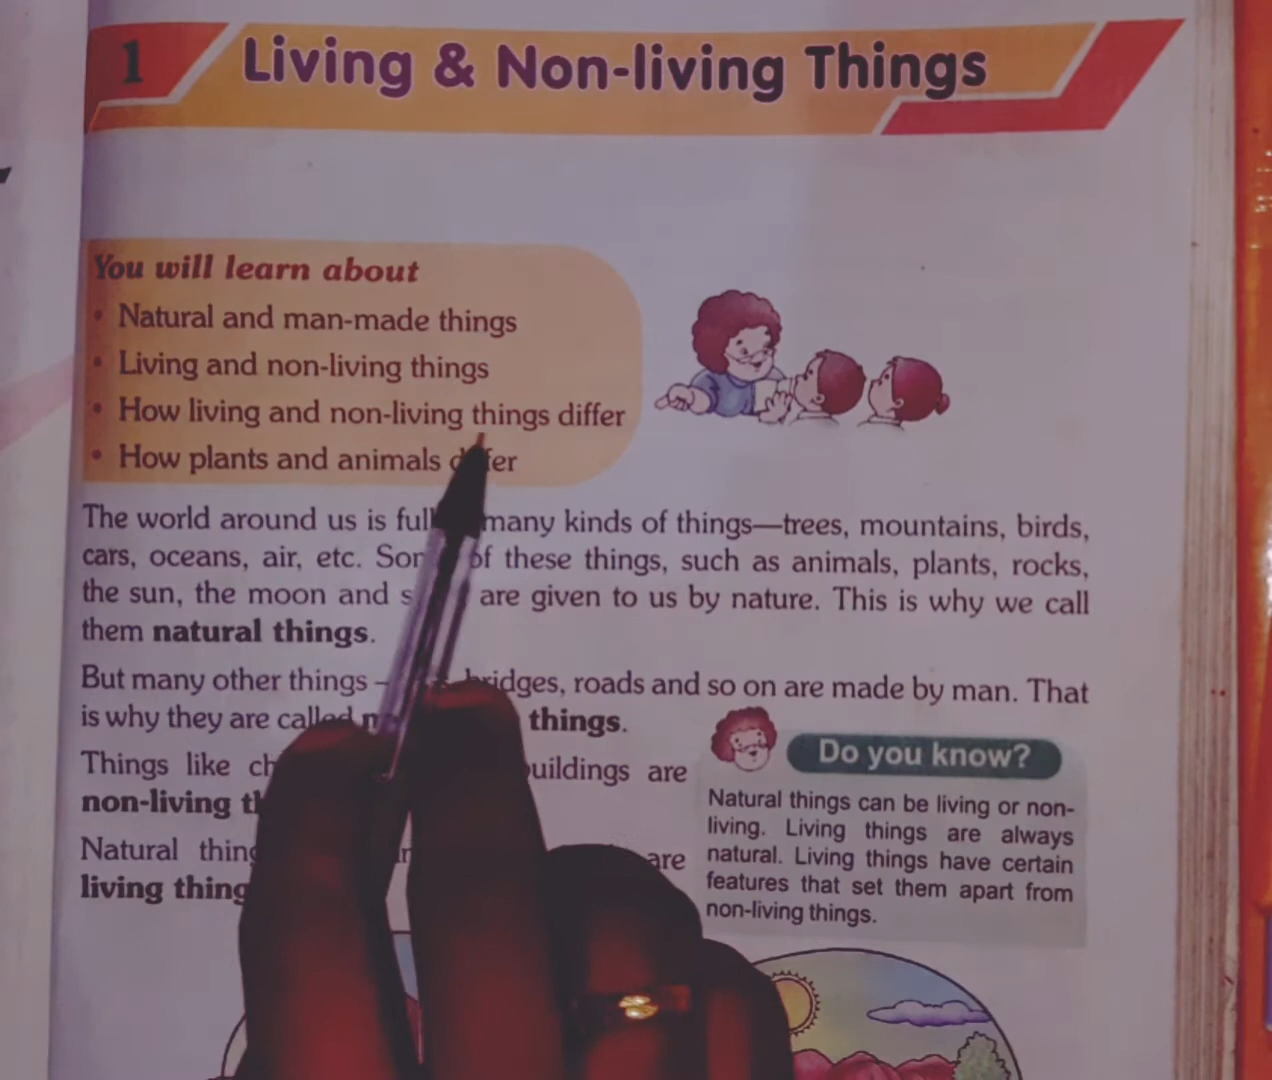 1
Living & Non-living Things
You will learn about
• Natural and man-made things
• Living and non-living things
• How living and non-living things differ
• How plants and animals
The world around us is full many kinds of things—trees, mountains, birds,
cars, oceans, air, etc. of these things, such as animals, plants, rocks,
the sun, the moon and are given to us by nature. This is why we call
them natural things.
But many other things – bridges, roads and so on are made by man. That
is why they are called things.
Things like buildings are
non-living
Natural are
living
Do you know?
Natural things can be living or non-
living. Living things are always
natural. Living things have certain
features that set them apart from
non-living things.